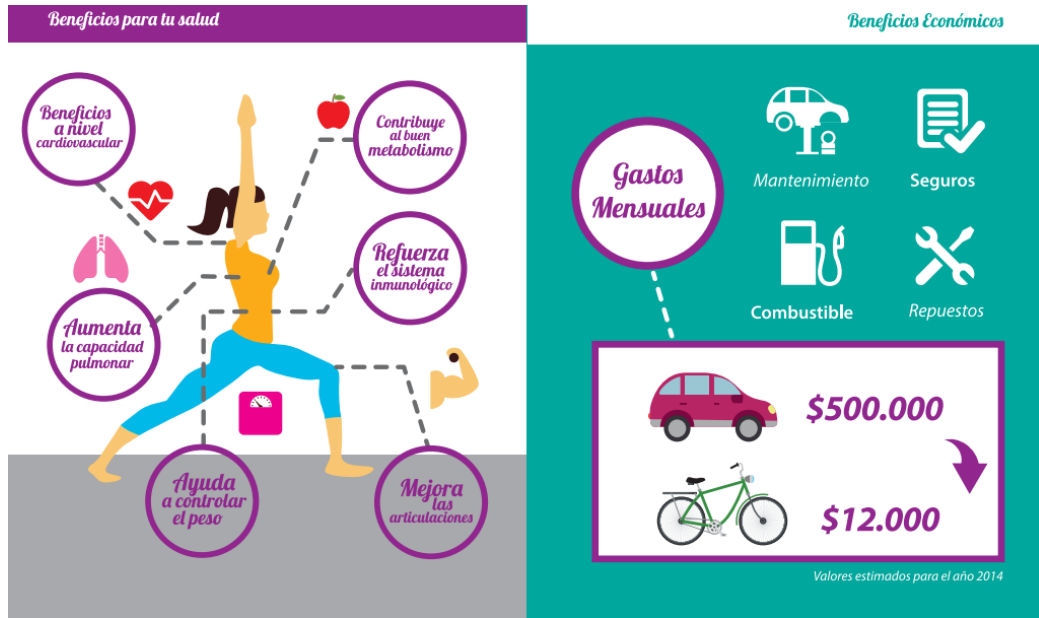 Beneficios para tu salud
Beneficios
a nivel
cardiovascular
Contribuye
al buen
metabolismo
Refuerza
el sistema
inmunológico
Aumenta
la capacidad
pulmonar
Ayuda
a controlar
el peso
Mejora
las
articulaciones
Beneficios Económicos
Gastos
Mensuales
Mantenimiento
Seguros
Combustible
Repuestos
$500.000
$12.000
Valores estimados para el año 2014